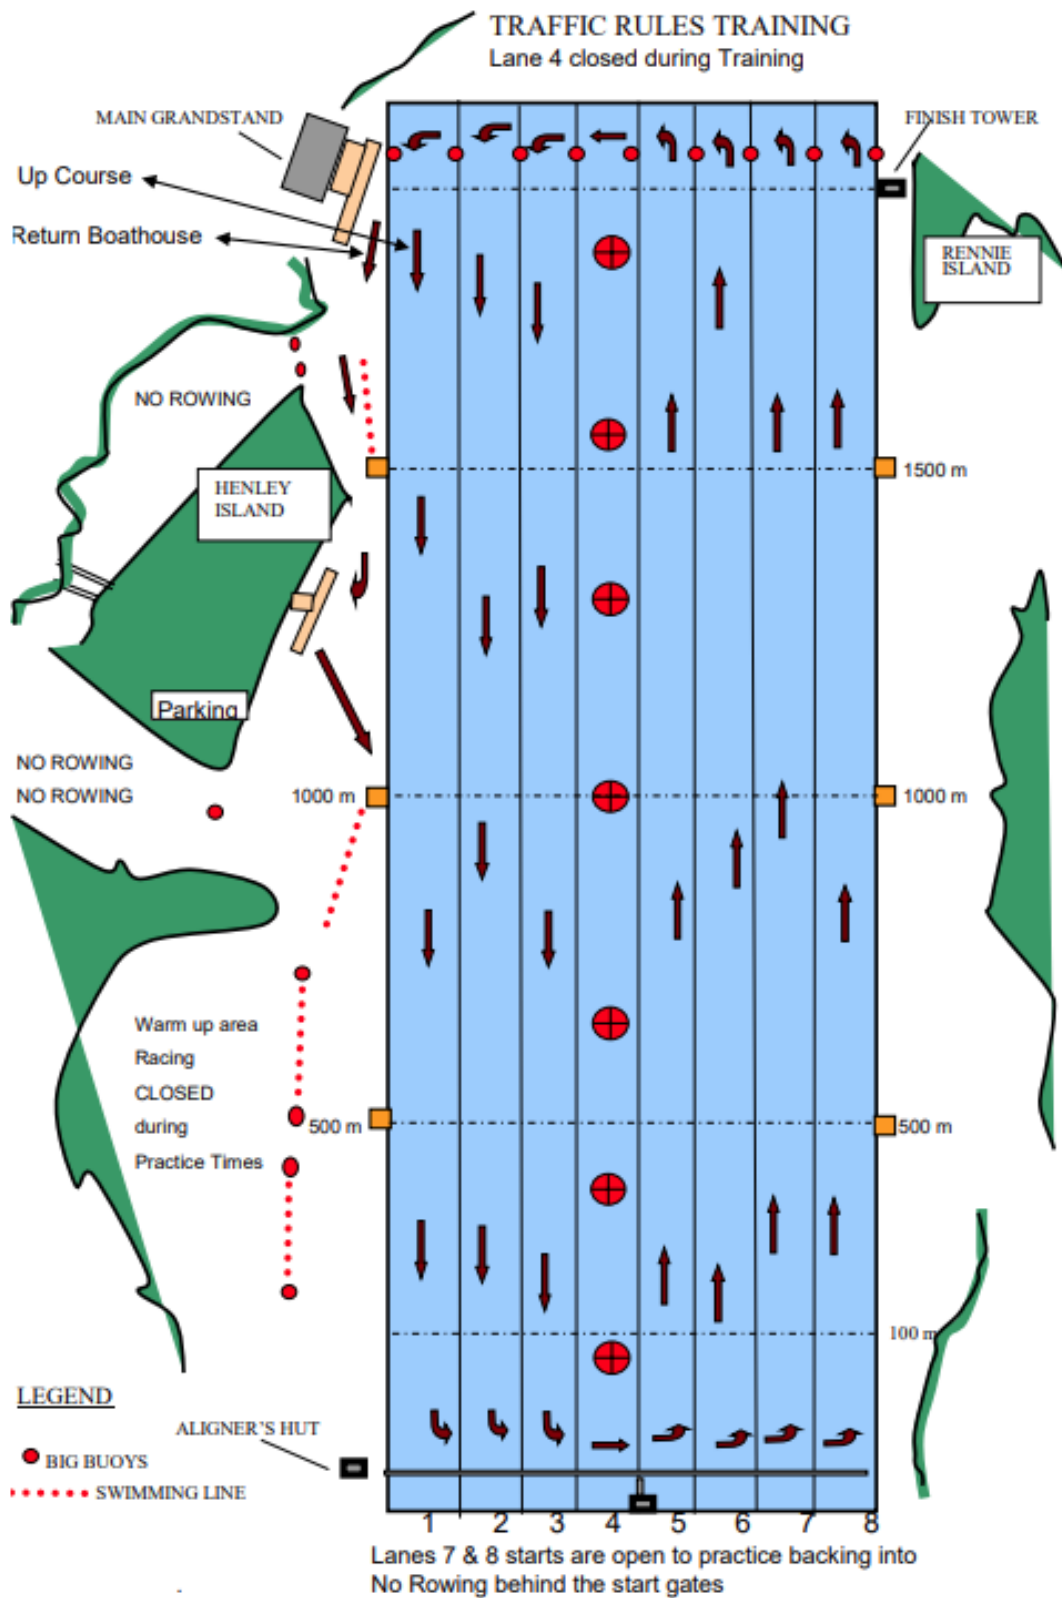 TRAFFIC RULES TRAINING
Lane 4 closed during Training
MAIN GRANDSTAND
FINISH TOWER
Up Course
Return Boathouse
RENNIE
ISLAND
NO ROWING
1500 m
HENLEY
ISLAND
Parking
NO ROWING
NO ROWING
1000 m
1000 m
Warm up area
Racing
CLOSED
during
Practice Times
500 m
500 m
100 m
LEGEND
ALIGNER'S HUT
BIG BUOYS
SWIMMING LINE
1 2 3 4 5 6 7 8
Lanes 7 & 8 starts are open to practice backing into
No Rowing behind the start gates